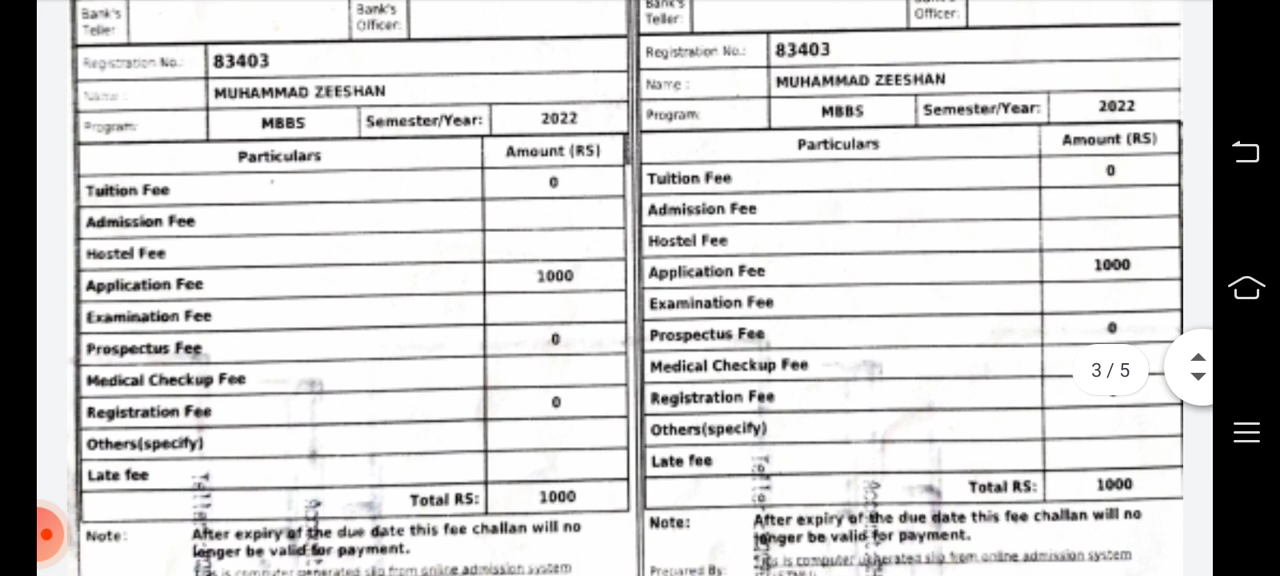 Bank's
Teller:
Bank's
Officer:
Registration No.: 83403
Name : MUHAMMAD ZEESHAN
Program: MBBS Semester/Year: 2022
Particulars Amount (RS)
Tuition Fee 0
Admission Fee
Hostel Fee
Application Fee 1000
Examination Fee
Prospectus Fee 0
Medical Checkup Fee
Registration Fee 0
Others(specify)
Late fee
Total RS: 1000
Note: After expiry of the due date this fee challan will no
longer be valid for payment.
This is computer generated slip from online admission system
Bank's
Teller:
Officer:
Registration No.: 83403
Name : MUHAMMAD ZEESHAN
Program: MBBS Semester/Year: 2022
Particulars Amount (RS)
Tuition Fee 0
Admission Fee
Hostel Fee
Application Fee 1000
Examination Fee
Prospectus Fee 0
Medical Checkup Fee
Registration Fee
Others(specify)
Late fee
Total RS: 1000
Note: After expiry of the due date this fee challan will no
longer be valid for payment.
is computer generated slip from online admission system
Prepared By:
3 / 5